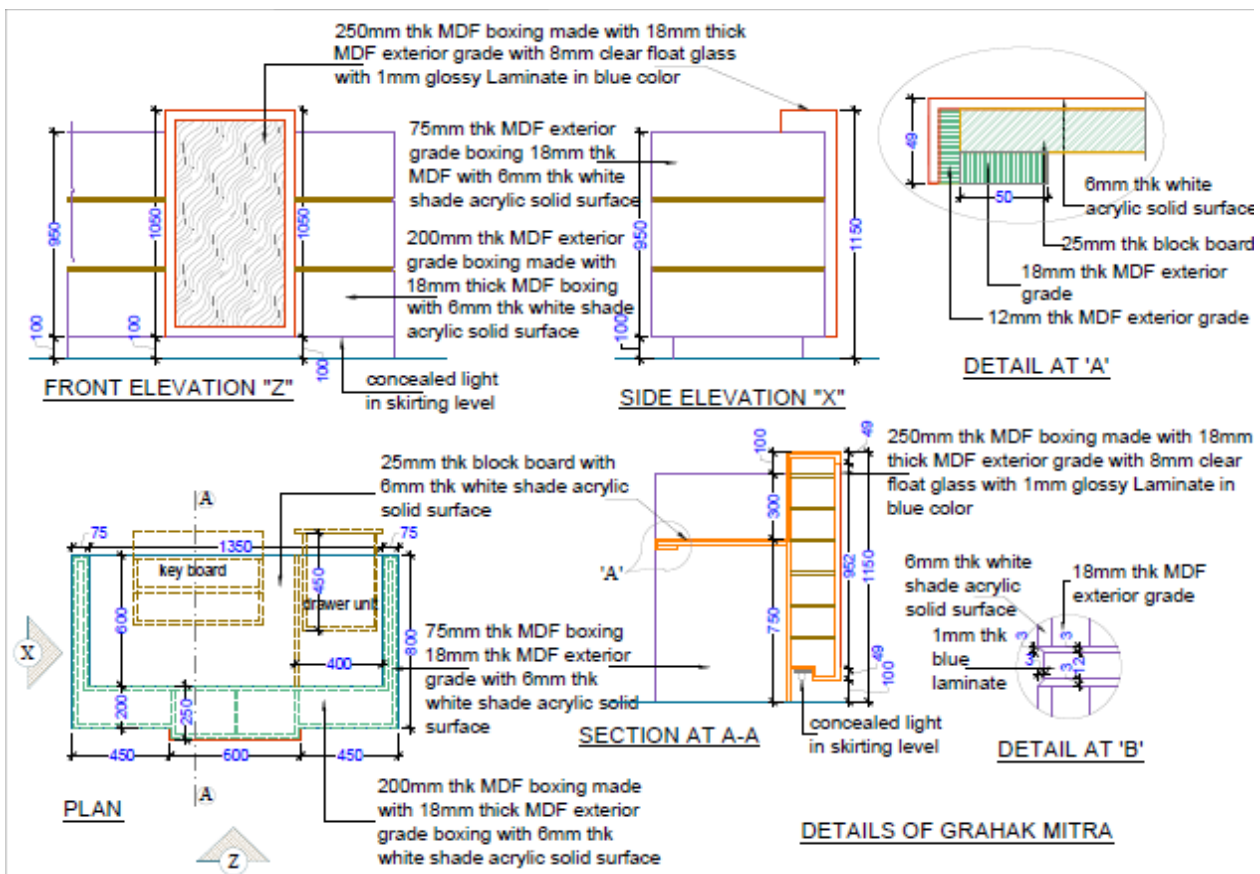 250mm thk MDF boxing made with 18mm thick
MDF exterior grade with 8mm clear float glass
with 1mm glossy Laminate in blue color
75mm thk MDF exterior
grade boxing 18mm thk
MDF with 6mm thk white
shade acrylic solid surface
200mm thk MDF exterior
grade boxing made with
18mm thick MDF boxing
with 6mm thk white shade
acrylic solid surface
950
1050
1050
100
100
100
FRONT ELEVATION "Z"
concealed light
in skirting level
950
1150
100
SIDE ELEVATION "X"
49
50
6mm thk white
acrylic solid surface
25mm thk block board
18mm thk MDF exterior
grade
12mm thk MDF exterior grade
DETAIL AT 'A'
25mm thk block board with
6mm thk white shade acrylic
solid surface
A
75
1350
75
key board
450
drawer unit
600
400
800
200
250
450
600
450
A
X
Z
PLAN
75mm thk MDF boxing
18mm thk MDF exterior
grade with 6mm thk
white shade acrylic solid
surface
200mm thk MDF boxing made
with 18mm thick MDF exterior
grade boxing with 6mm thk
white shade acrylic solid surface
100
49
300
'A'
952
1150
750
49
100
SECTION AT A-A
concealed light
in skirting level
250mm thk MDF boxing made with 18mm
thick MDF exterior grade with 8mm clear
float glass with 1mm glossy Laminate in
blue color
6mm thk white
shade acrylic
solid surface
18mm thk MDF
exterior grade
1mm thk
blue
laminate
3
3
3
3
12
DETAIL AT 'B'
DETAILS OF GRAHAK MITRA